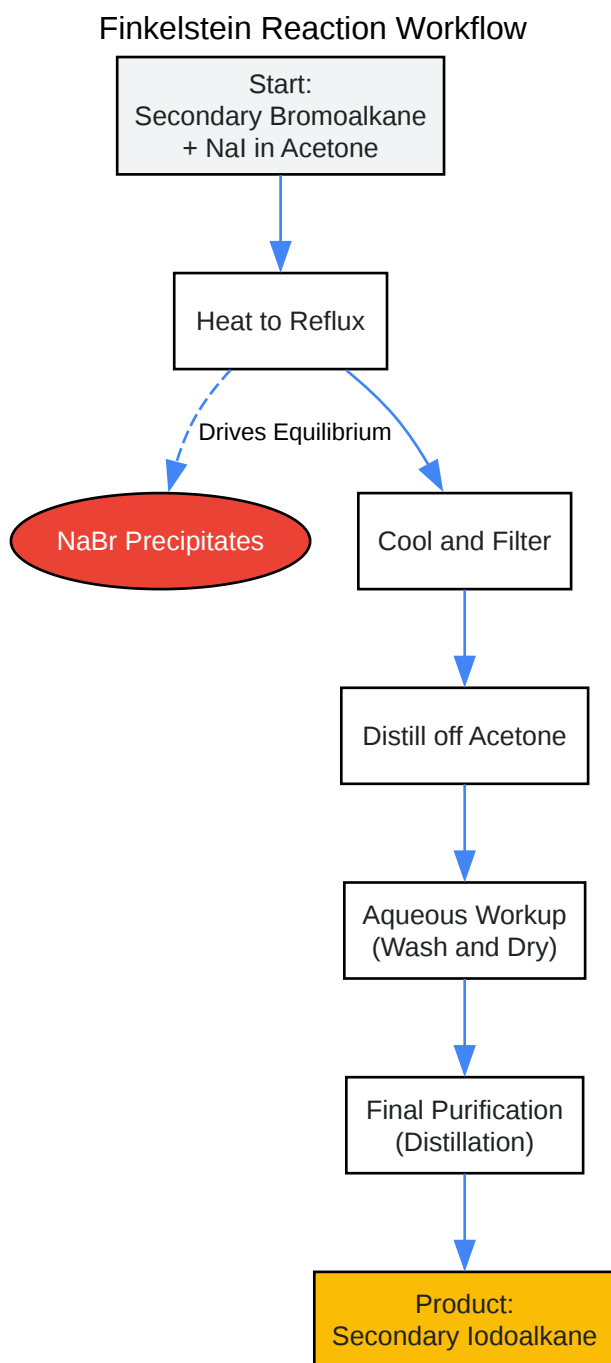 Finkelstein Reaction Workflow
Start:
Secondary Bromoalkane
+ NaI in Acetone
Heat to Reflux
Drives Equilibrium
NaBr Precipitates
Cool and Filter
Distill off Acetone
Aqueous Workup
(Wash and Dry)
Final Purification
(Distillation)
Product:
Secondary Iodoalkane